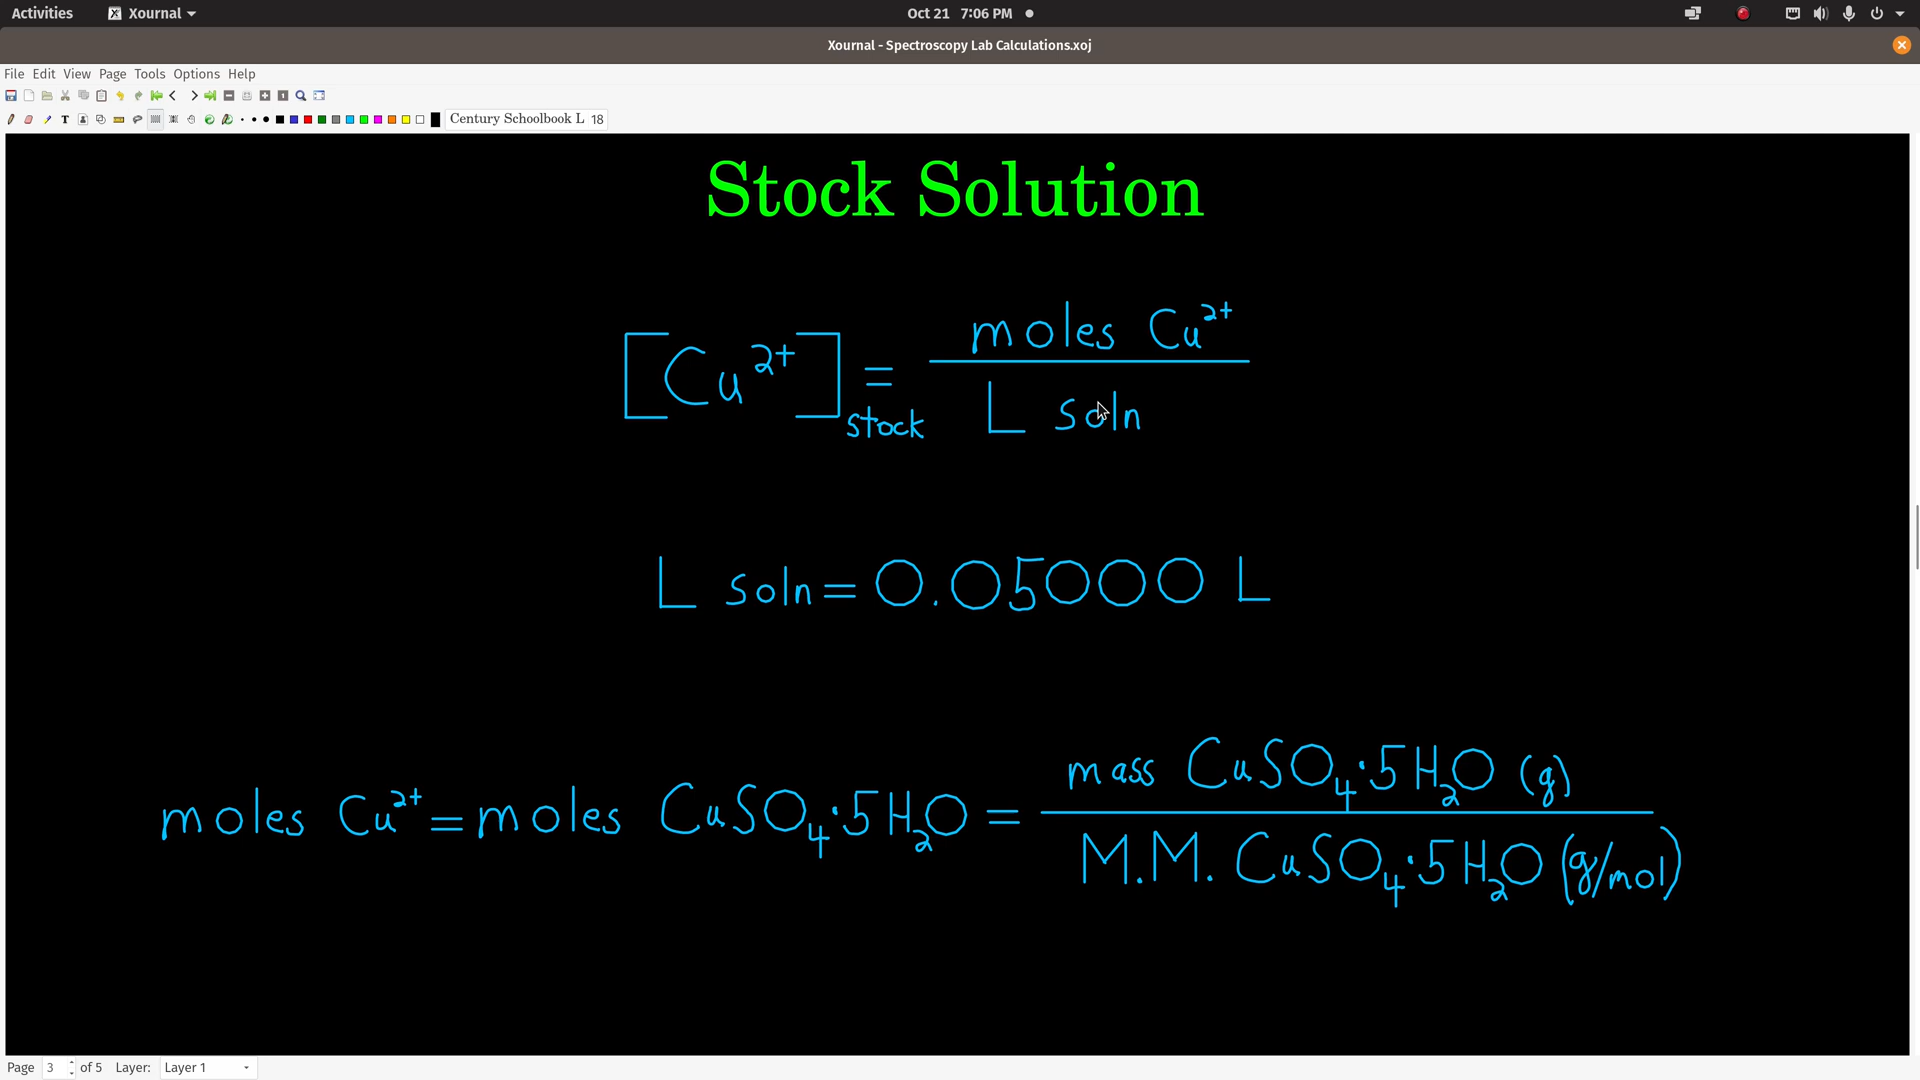 Activities Xournal Oct 21 7:06 PM
Xournal - Spectroscopy Lab Calculations.xoj
File Edit View Page Tools Options Help
Century Schoolbook L 18
Stock Solution
[Cu²⁺]stock = moles Cu²⁺ / L soln
L soln = 0.05000 L
moles Cu²⁺ = moles CuSO₄·5H₂O = mass CuSO₄·5H₂O (g) / M.M. CuSO₄·5H₂O (g/mol)
Page 3 of 5 Layer: Layer 1